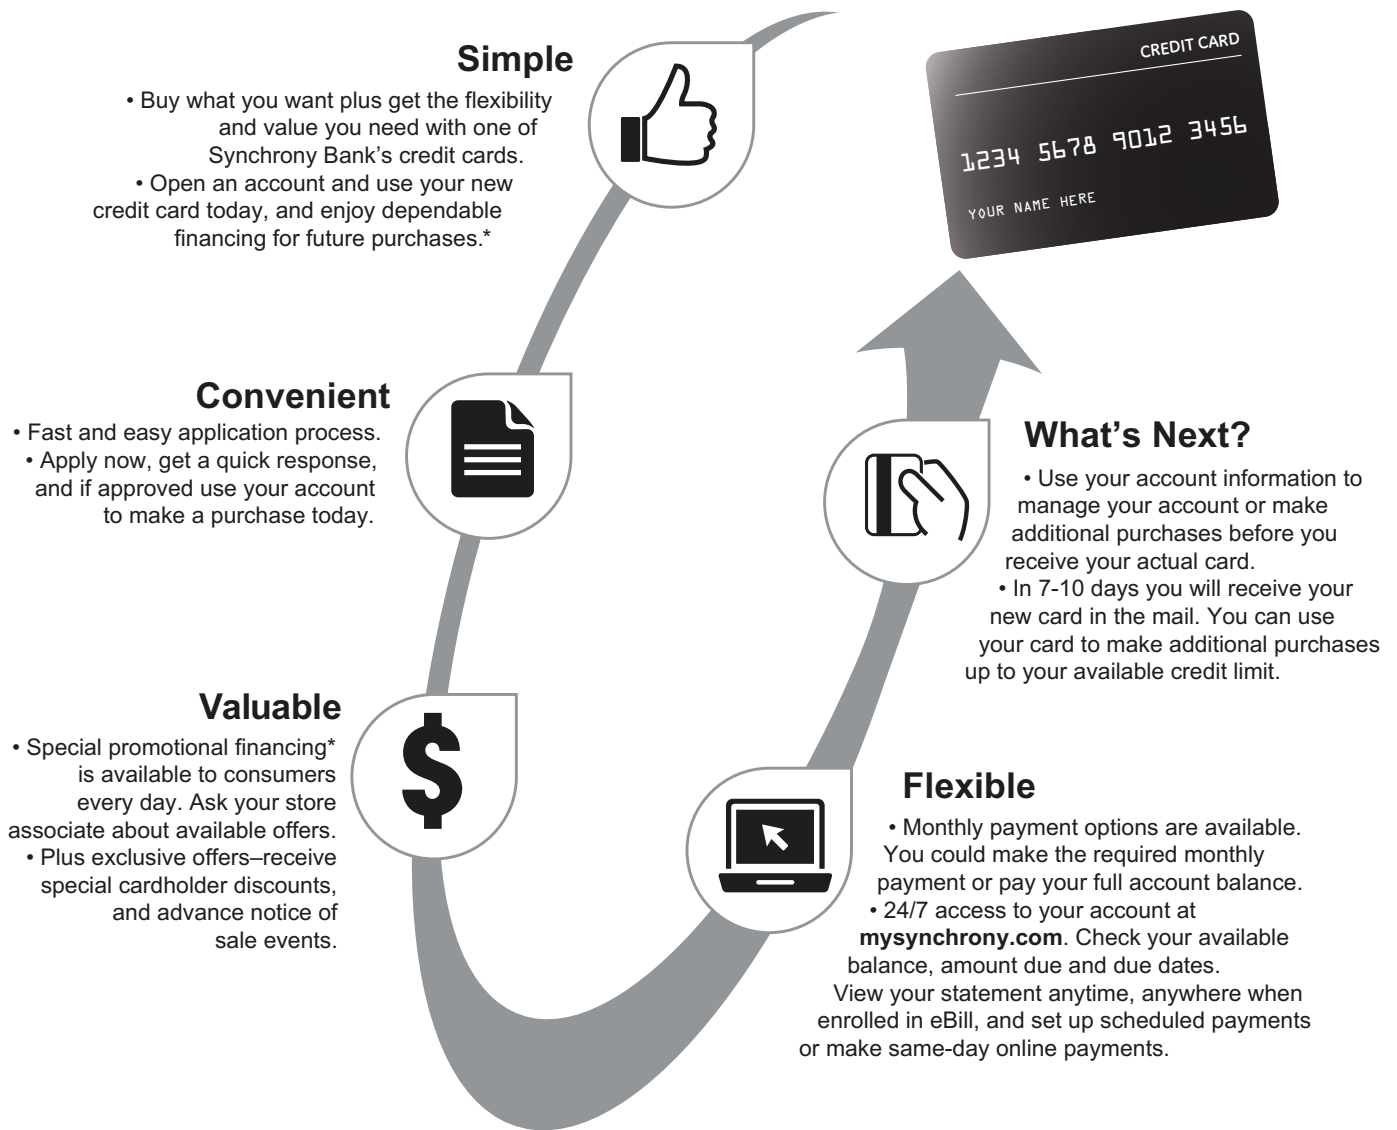 Simple
• Buy what you want plus get the flexibility
and value you need with one of
Synchrony Bank’s credit cards.
• Open an account and use your new
credit card today, and enjoy dependable
financing for future purchases.*
Convenient
• Fast and easy application process.
• Apply now, get a quick response,
and if approved use your account
to make a purchase today.
Valuable
• Special promotional financing*
is available to consumers
every day. Ask your store
associate about available offers.
• Plus exclusive offers–receive
special cardholder discounts,
and advance notice of
sale events.
Flexible
• Monthly payment options are available.
You could make the required monthly
payment or pay your full account balance.
• 24/7 access to your account at
mysynchrony.com. Check your available
balance, amount due and due dates.
View your statement anytime, anywhere when
enrolled in eBill, and set up scheduled payments
or make same-day online payments.
What’s Next?
• Use your account information to
manage your account or make
additional purchases before you
receive your actual card.
• In 7-10 days you will receive your
new card in the mail. You can use
your card to make additional purchases
up to your available credit limit.
CREDIT CARD
1234 5678 9012 3456
YOUR NAME HERE